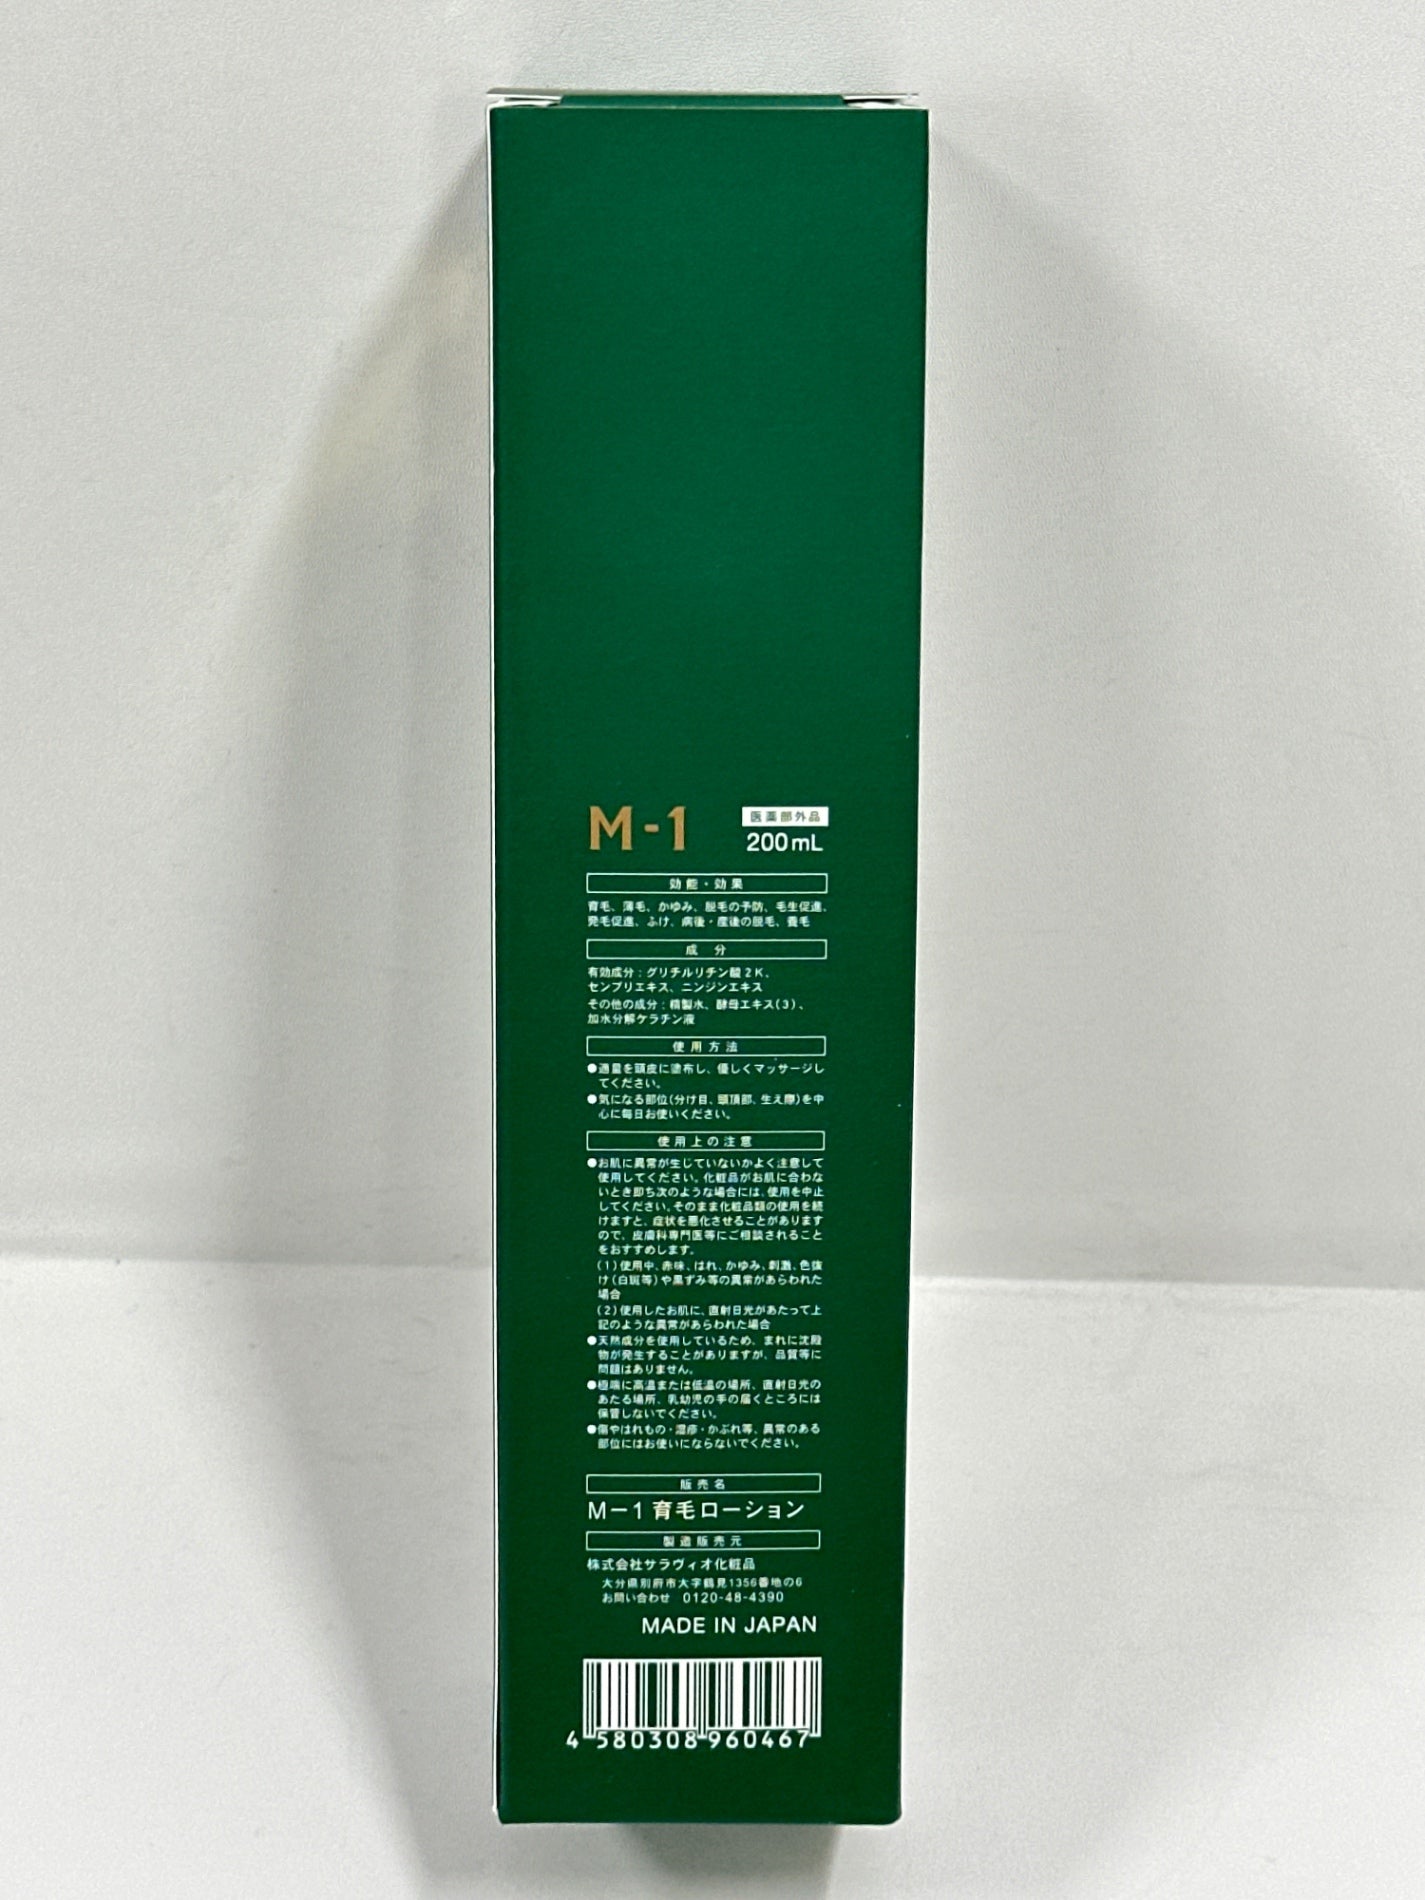 M-1
医薬部外品
200mL
効能・効果
育毛、薄毛、かゆみ、脱毛の予防、毛生促進、
発毛促進、ふけ、病後・産後の脱毛、養毛
成 分
有効成分：グリチルリチン酸2K、
センブリエキス、ニンジンエキス
その他の成分：精製水、酵母エキス(3)、
加水分解ケラチン液
使用方法
●適量を頭皮に塗布し、優しくマッサージし
てください。
●気になる部位(分け目、頭頂部、生え際)を中
心に毎日お使いください。
使用上の注意
●お肌に異常が生じていないかよく注意して
使用してください。化粧品がお肌に合わな
いとき即ち次のような場合には、使用を中止
してください。そのまま化粧品類の使用を続
けますと、症状を悪化させることがあります
ので、皮膚科専門医等にご相談されること
をおすすめします。
(1)使用中、赤味、はれ、かゆみ、刺激、色抜
け(白斑等)や黒ずみ等の異常があらわれた
場合
(2)使用したお肌に、直射日光があたって上
記のような異常があらわれた場合
●天然成分を使用しているため、まれに沈殿
物が発生することがありますが、品質等に
問題はありません。
●極端に高温または低温の場所、直射日光の
あたる場所、乳幼児の手の届くところには
保管しないでください。
●傷やはれもの・湿疹・かぶれ等、異常のある
部位にはお使いにならないでください。
販売名
M－1 育毛ローション
製造販売元
株式会社サラヴィオ化粧品
大分県別府市大字鶴見1356番地の6
お問い合わせ 0120-48-4390
MADE IN JAPAN
4 580308 960467